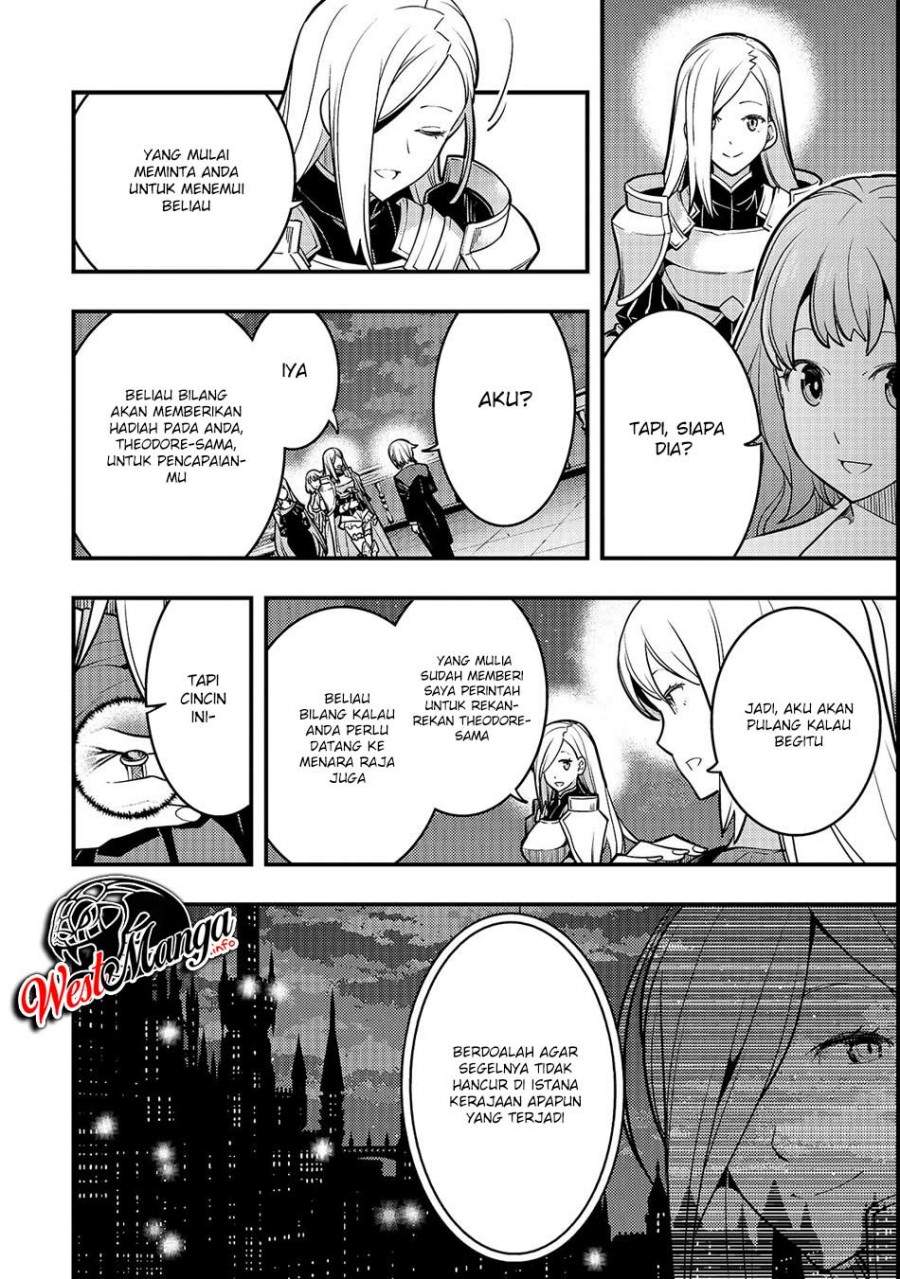 TAPI, SIAPA
DIA?
YANG MULAI
MEMINTA ANDA
UNTUK MENEMUI
BELIAU
AKU?
IYA
BELIAU BILANG
AKAN MEMBERIKAN
HADIAH PADA ANDA,
THEODORE-SAMA,
UNTUK PENCAPAIAN-
MU
JADI, AKU AKAN
PULANG KALAU
BEGITU
YANG MULIA
SUDAH MEMBERI
SAYA PERINTAH
UNTUK REKAN-
REKAN THEODORE-
SAMA
BELIAU
BILANG KALAU
ANDA PERLU
DATANG KE
MENARA RAJA
JUGA
TAPI
CINCIN
INI-
BERDOALAH AGAR
SEGELNYA TIDAK
HANCUR DI ISTANA
KERAJAAN APAPUN
YANG TERJADI
WestManga
.info